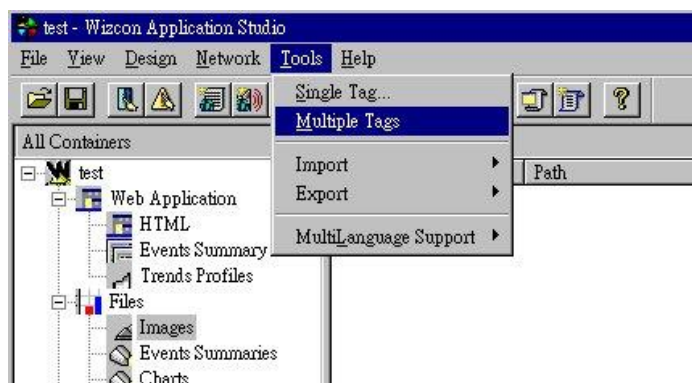 test - Wizcon Application Studio
File View Design Network Tools Help
Single Tag...
Multiple Tags
Import
Export
MultiLanguage Support
All Containers
Path
test
Web Application
HTML
Events Summary
Trends Profiles
Files
Images
Events Summaries
Charts